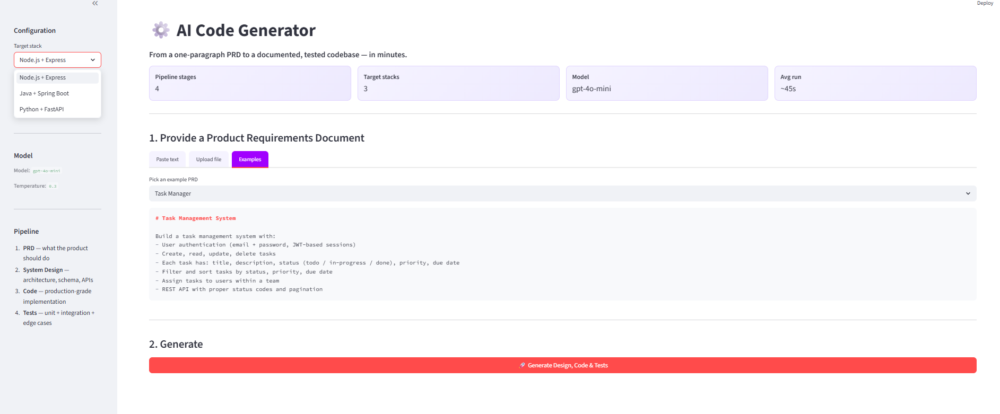 Deploy
Configuration
Target stack
Node.js + Express
Node.js + Express
Java + Spring Boot
Python + FastAPI
Model
Model: gpt-4o-mini
Temperature: 0.3
Pipeline
1. PRD — what the product
should do
2. System Design —
architecture, schema, APIs
3. Code — production-grade
implementation
4. Tests — unit + integration +
edge cases
AI Code Generator
From a one-paragraph PRD to a documented, tested codebase — in minutes.
Pipeline stages
4
Target stacks
3
Model
gpt-4o-mini
Avg run
~45s
1. Provide a Product Requirements Document
Paste text
Upload file
Examples
Pick an example PRD
Task Manager
# Task Management System
Build a task management system with:
- User authentication (email + password, JWT-based sessions)
- Create, read, update, delete tasks
- Each task has: title, description, status (todo / in-progress / done), priority, due date
- Filter and sort tasks by status, priority, due date
- Assign tasks to users within a team
- REST API with proper status codes and pagination
2. Generate
Generate Design, Code & Tests